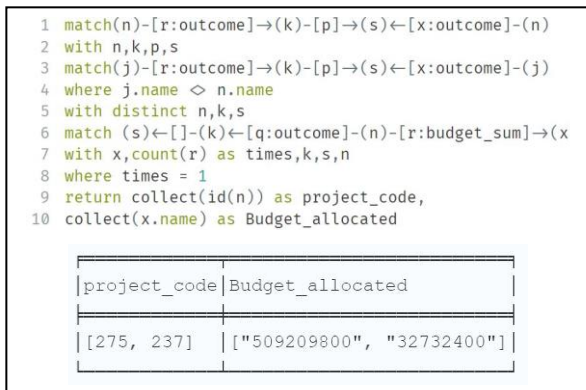 1 match(n)-[r:outcome]→(k)-[p]→(s)←[x:outcome]-(n)
2 with n,k,p,s
3 match(j)-[r:outcome]→(k)-[p]→(s)←[x:outcome]-(j)
4 where j.name <> n.name
5 with distinct n,k,s
6 match (s)←[]-(k)←[q:outcome]-(n)-[r:budget_sum]→(x
7 with x,count(r) as times,k,s,n
8 where times = 1
9 return collect(id(n)) as project_code,
10 collect(x.name) as Budget_allocated
|project_code|Budget_allocated |
|[275, 237] |["509209800", "32732400"]|